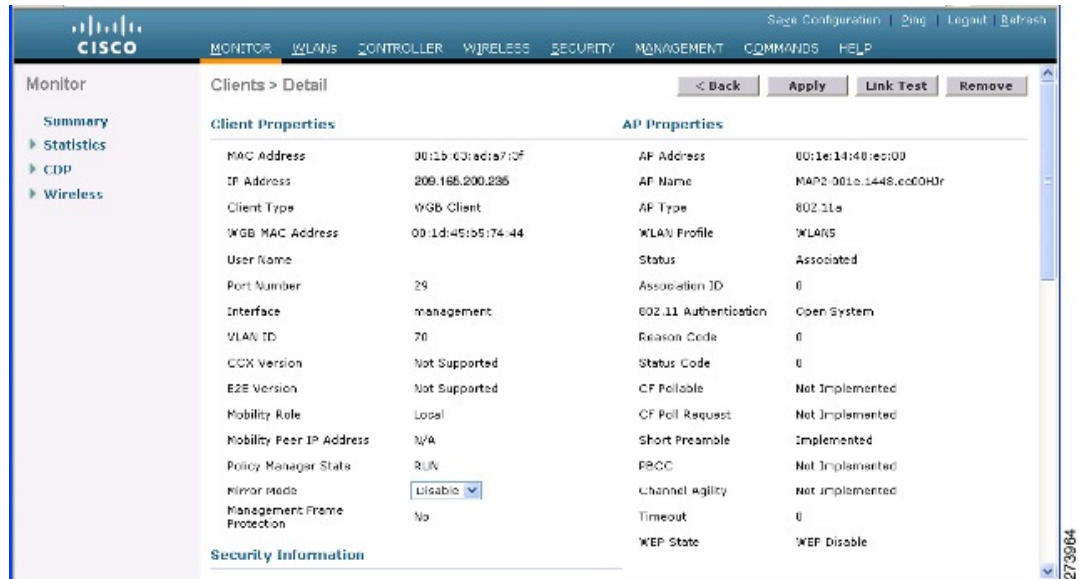 Save Configuration | Ping | Logout | Refresh
CISCO
MONITOR WLANs CONTROLLER WIRELESS SECURITY MANAGEMENT COMMANDS HELP
Monitor
Summary
Statistics
CDP
Wireless
Clients > Detail
< Back
Apply
Link Test
Remove
Client Properties
MAC Address 00:1b:63:ad:a7:3f
IP Address 209.165.200.235
Client Type WGB Client
WGB MAC Address 00:1d:45:b5:74:44
User Name
Port Number 29
Interface management
VLAN ID 70
CCX Version Not Supported
E2E Version Not Supported
Mobility Role Local
Mobility Peer IP Address N/A
Policy Manager State RUN
Mirror Mode Disable
Management Frame
Protection No
Security Information
AP Properties
AP Address 00:1e:14:48:ec:00
AP Name MAP2-001e.1448.ec00HJr
AP Type 802.11a
WLAN Profile WLAN5
Status Associated
Association ID 0
802.11 Authentication Open System
Reason Code 0
Status Code 0
CF Pollable Not Implemented
CF Poll Request Not Implemented
Short Preamble Implemented
PBCC Not Implemented
Channel Agility Not Implemented
Timeout 0
WEP State WEP Disable
273964